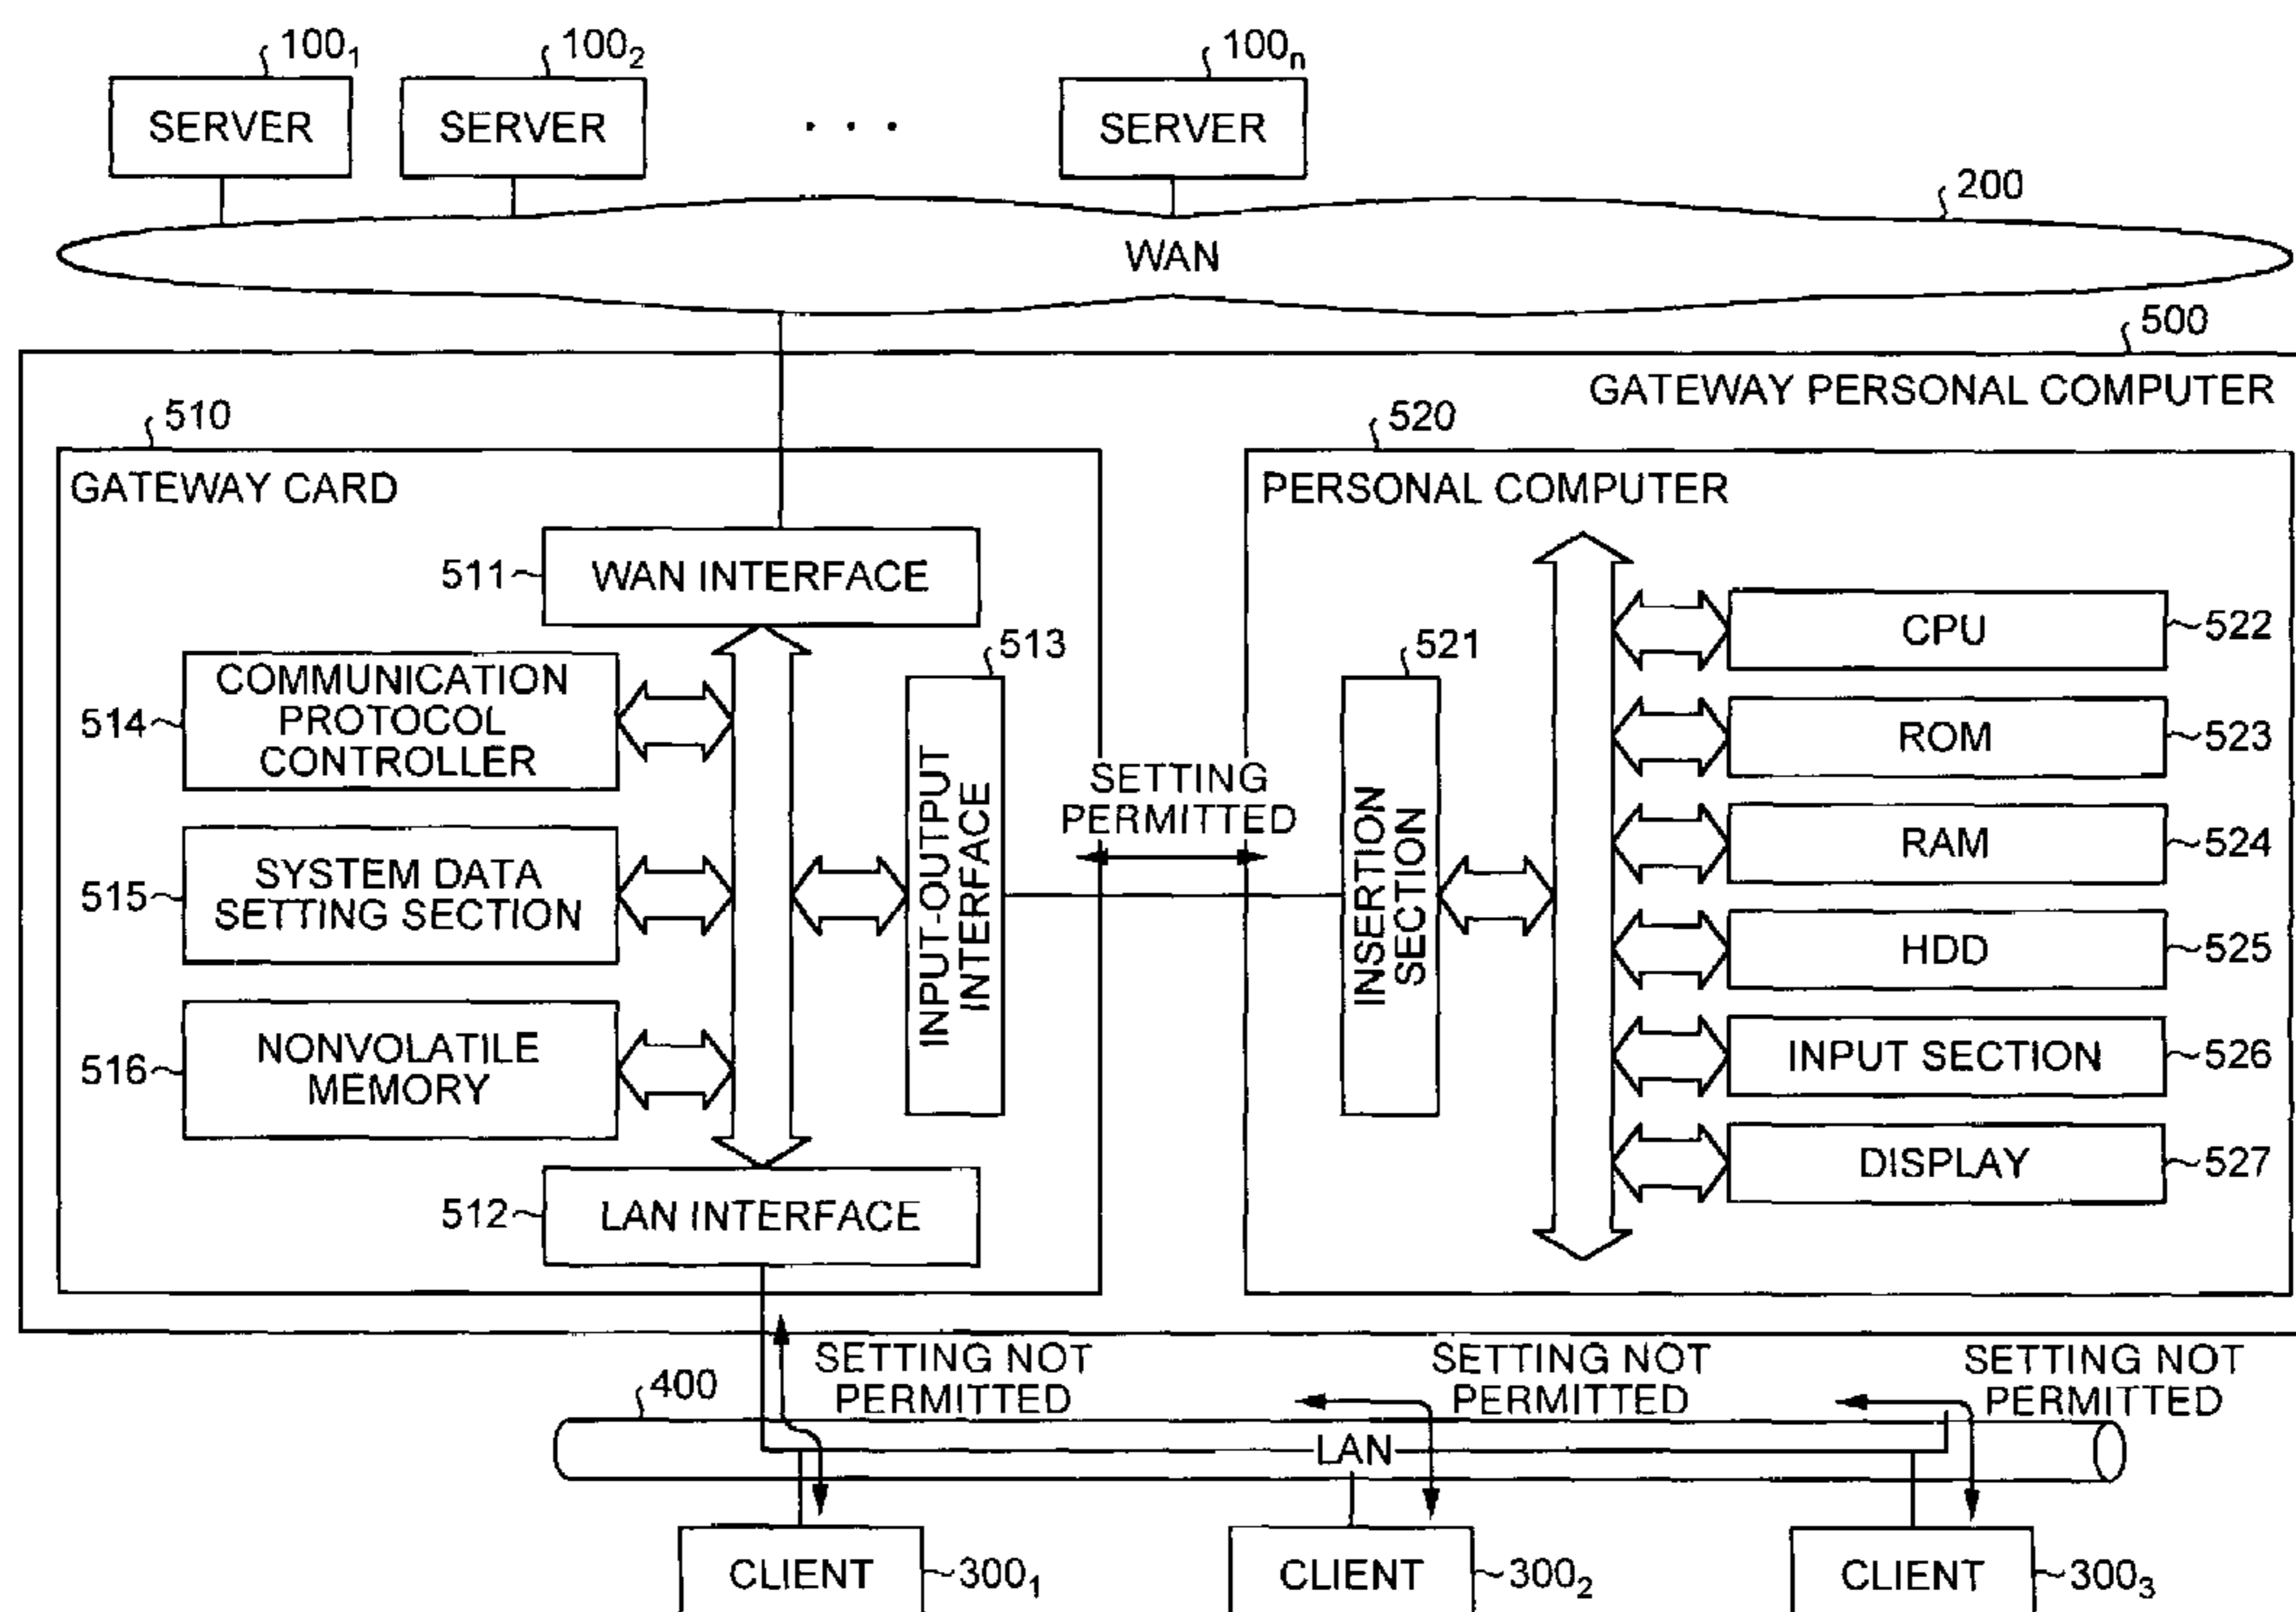 100₁
100₂
100ₙ
SERVER
SERVER
. . .
SERVER
200
WAN
500
GATEWAY PERSONAL COMPUTER
510
520
GATEWAY CARD
PERSONAL COMPUTER
511
WAN INTERFACE
513
521
CPU
522
514
COMMUNICATION
PROTOCOL
CONTROLLER
ROM
523
SETTING
PERMITTED
INPUT-OUTPUT
INTERFACE
INSERTION
SECTION
RAM
524
515
SYSTEM DATA
SETTING SECTION
HDD
525
516
NONVOLATILE
MEMORY
INPUT SECTION
526
DISPLAY
527
512
LAN INTERFACE
SETTING NOT
PERMITTED
SETTING NOT
PERMITTED
SETTING NOT
PERMITTED
400
LAN
CLIENT
300₁
CLIENT
300₂
CLIENT
300₃